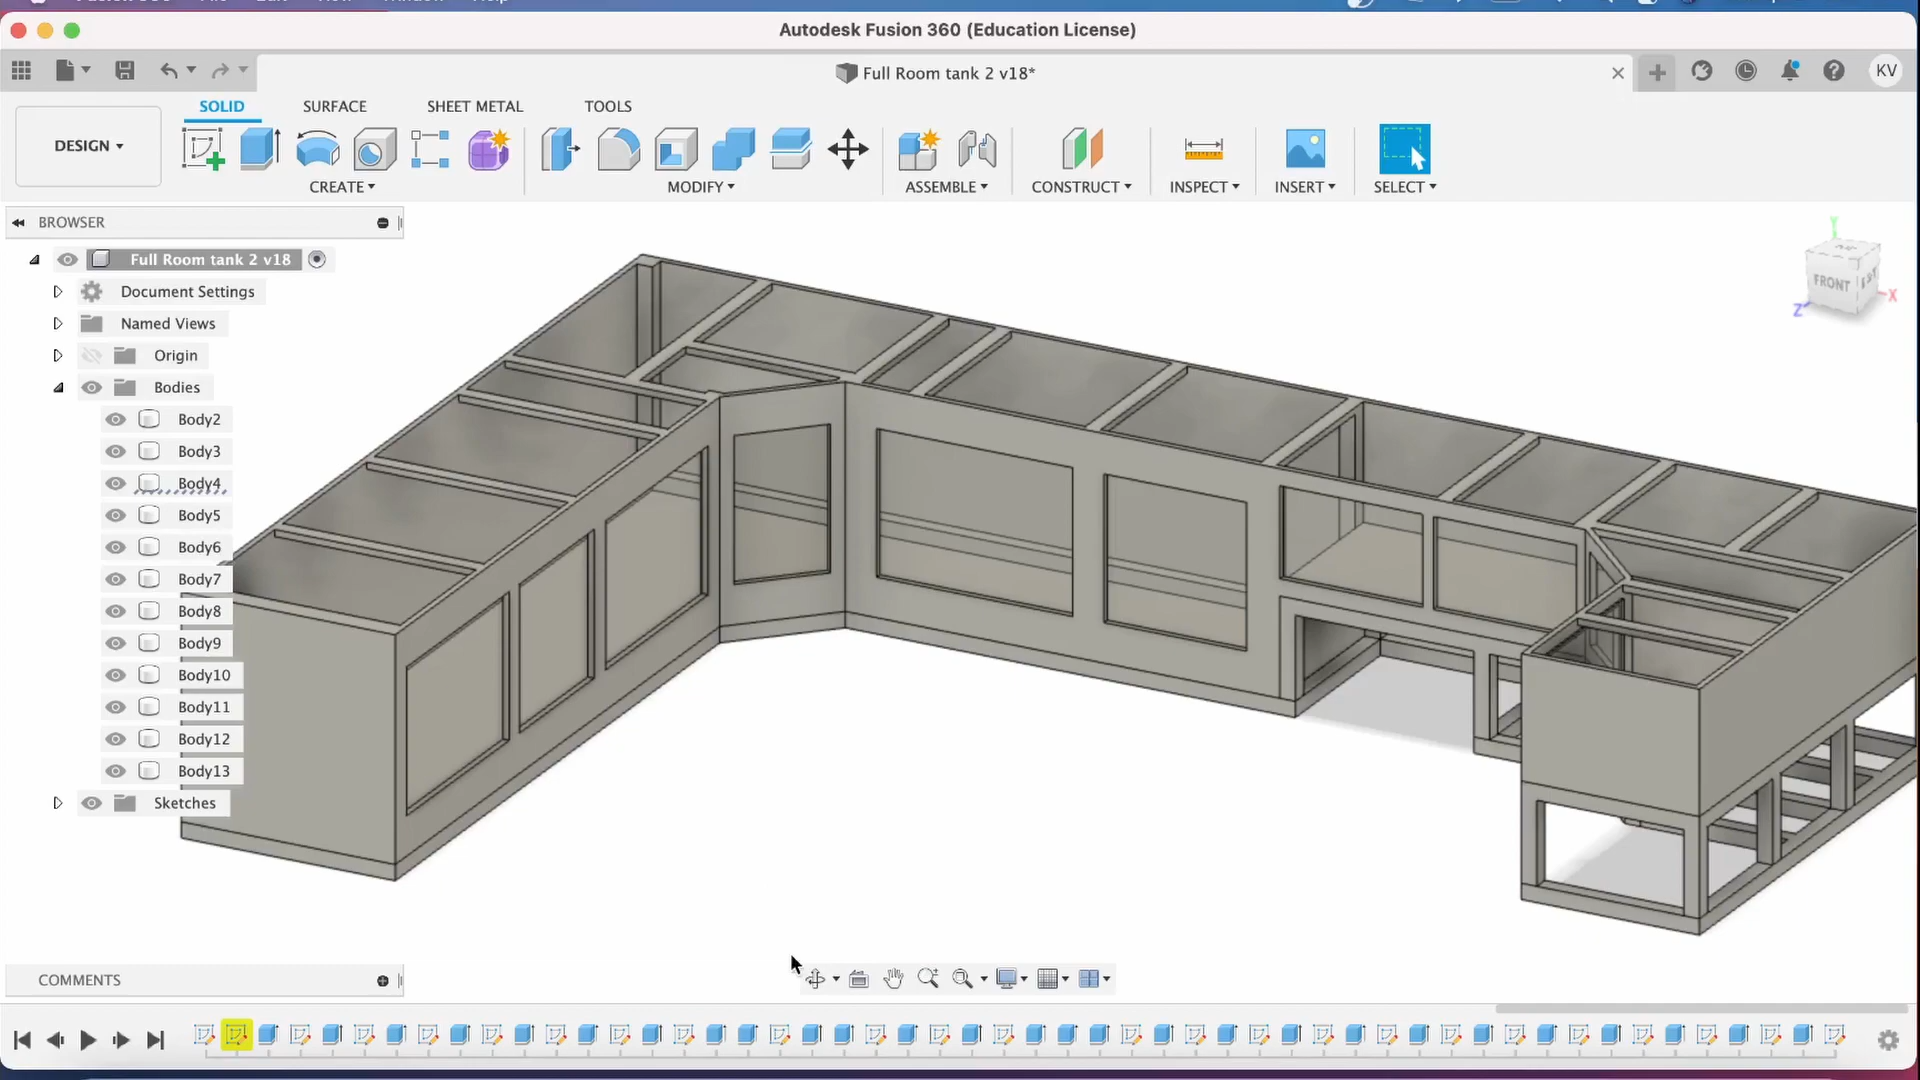 Autodesk Fusion 360 (Education License)
Full Room tank 2 v18*
KV
SOLID
SURFACE
SHEET METAL
TOOLS
DESIGN
CREATE
MODIFY
ASSEMBLE
CONSTRUCT
INSPECT
INSERT
SELECT
BROWSER
Full Room tank 2 v18
Document Settings
Named Views
Origin
Bodies
Body2
Body3
Body4
Body5
Body6
Body7
Body8
Body9
Body10
Body11
Body12
Body13
Sketches
Y
FRONT
X
Z
COMMENTS